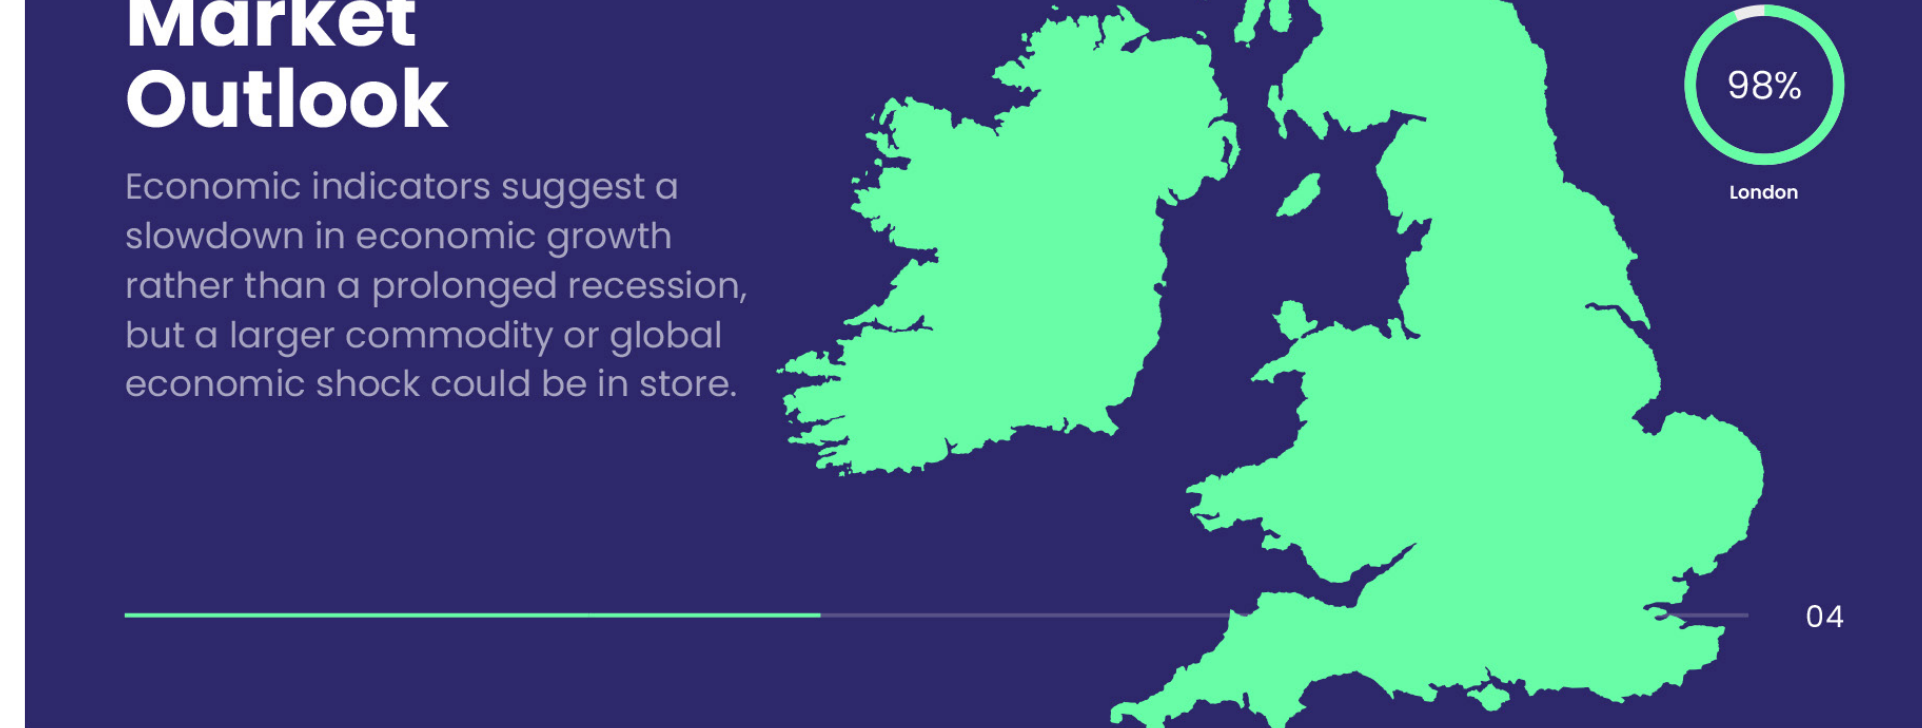 Market
Outlook
Economic indicators suggest a
slowdown in economic growth
rather than a prolonged recession,
but a larger commodity or global
economic shock could be in store.
98%
London
04